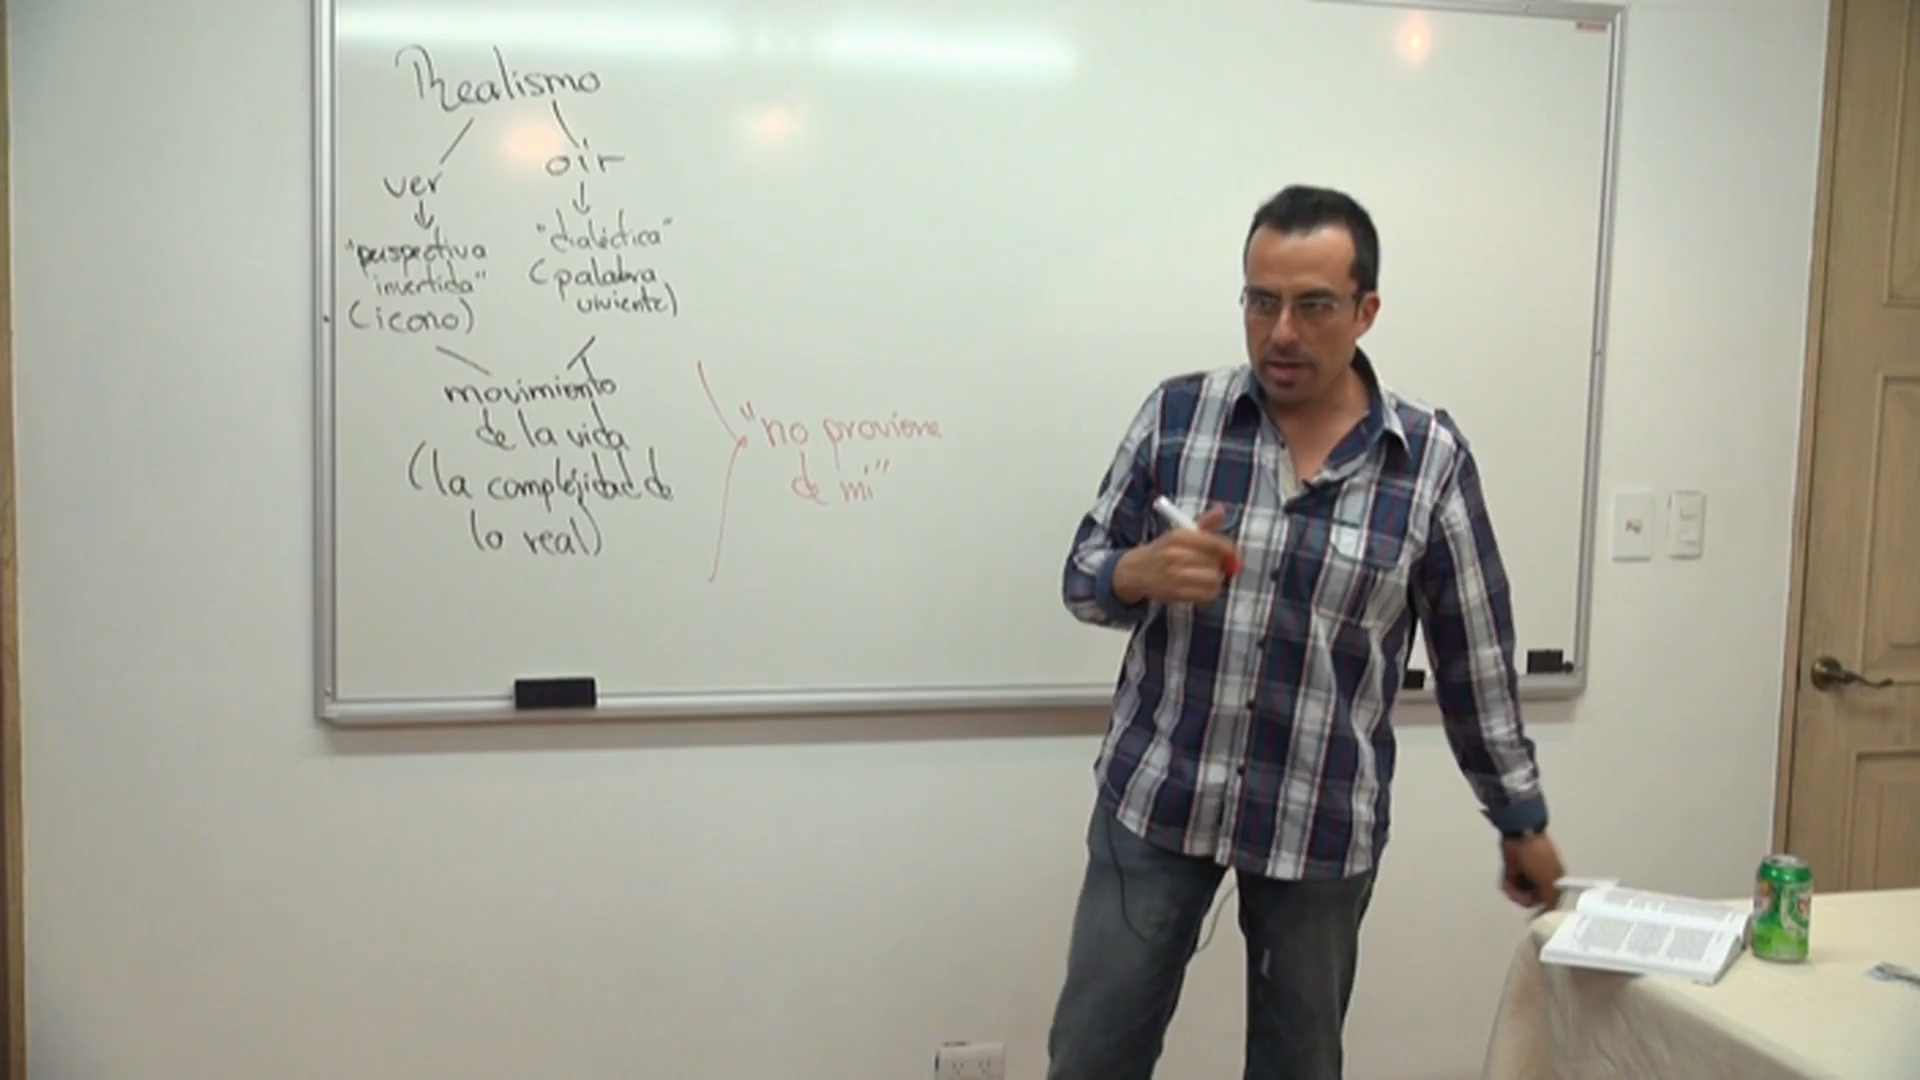 Realismo
ver
oir
"perspectiva
invertida"
(icono)
"dialéctica"
(palabra
viviente)
movimiento
de la vida
(la complejidad de
lo real)
"no proviene
de mí"